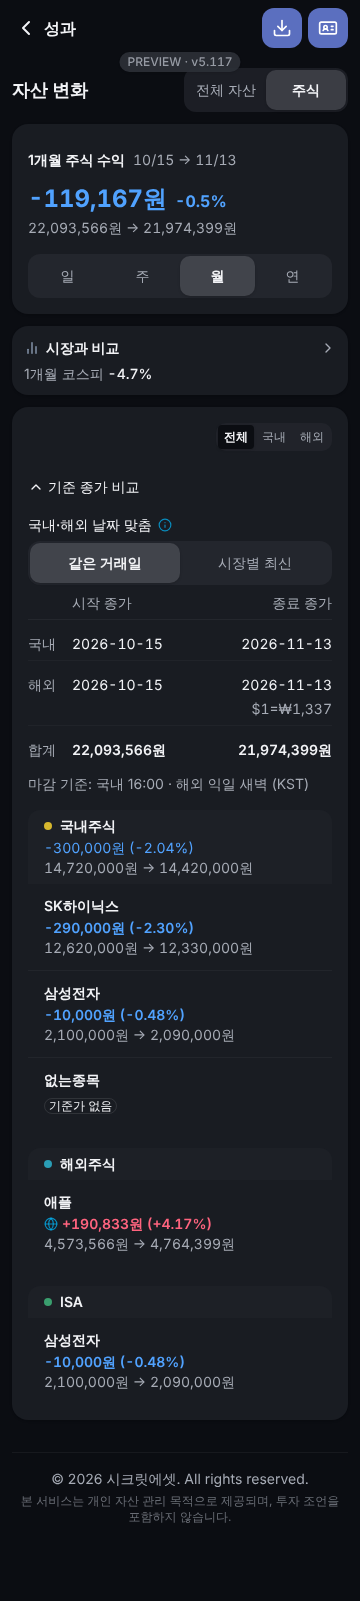 성과
PREVIEW · v5.117
자산 변화
전체 자산 주식
1개월 주식 수익 10/15 → 11/13
-119,167원 -0.5%
22,093,566원 → 21,974,399원
일 주 월 연
시장과 비교
1개월 코스피 -4.7%
전체 국내 해외
기준 종가 비교
국내·해외 날짜 맞춤
같은 거래일 시장별 최신
시작 종가 종료 종가
국내 2026-10-15 2026-11-13
해외 2026-10-15 2026-11-13
$1=₩1,337
합계 22,093,566원 21,974,399원
마감 기준: 국내 16:00 · 해외 익일 새벽 (KST)
국내주식
-300,000원 (-2.04%)
14,720,000원 → 14,420,000원
SK하이닉스
-290,000원 (-2.30%)
12,620,000원 → 12,330,000원
삼성전자
-10,000원 (-0.48%)
2,100,000원 → 2,090,000원
없는종목
기준가 없음
해외주식
애플
+190,833원 (+4.17%)
4,573,566원 → 4,764,399원
ISA
삼성전자
-10,000원 (-0.48%)
2,100,000원 → 2,090,000원
© 2026 시크릿에셋. All rights reserved.
본 서비스는 개인 자산 관리 목적으로 제공되며, 투자 조언을
포함하지 않습니다.